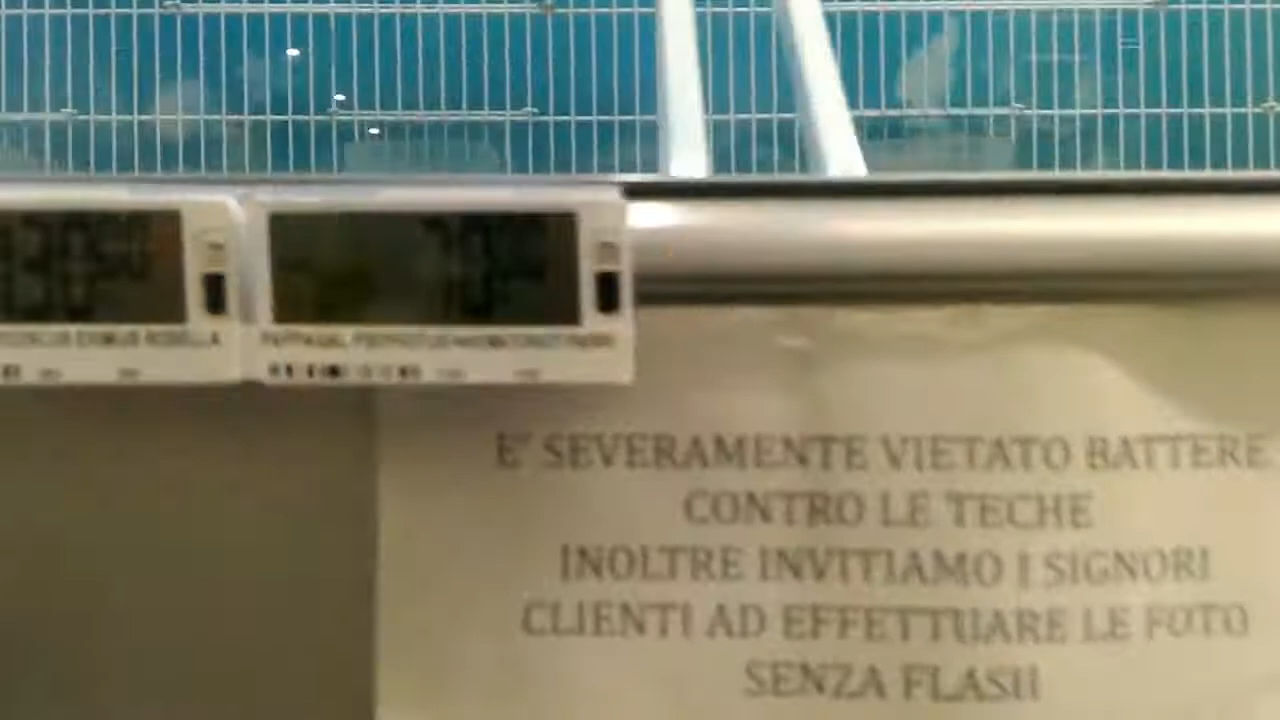 E' SEVERAMENTE VIETATO BATTERE
CONTRO LE TECHE
INOLTRE INVITIAMO I SIGNORI
CLIENTI AD EFFETTUARE LE FOTO
SENZA FLASH